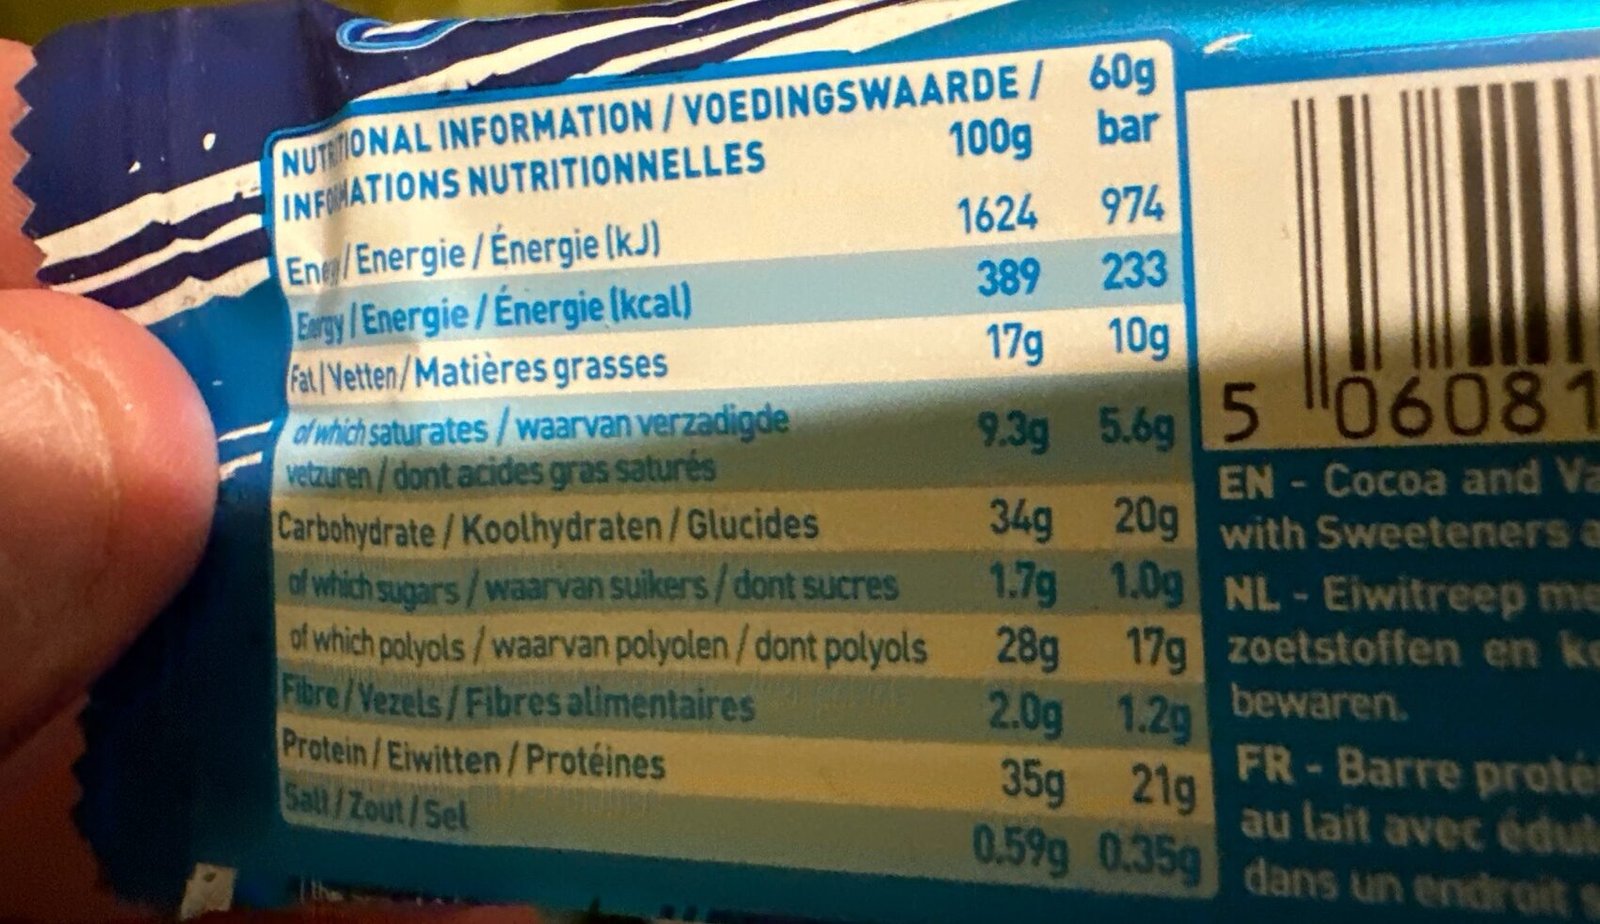 NUTRITIONAL INFORMATION / VOEDINGSWAARDE /
INFORMATIONS NUTRITIONNELLES
100g
60g
bar
Energy / Energie / Énergie (kJ) 1624 974
Energy / Energie / Énergie (kcal) 389 233
Fat / Vetten / Matières grasses 17g 10g
of which saturates / waarvan verzadigde 9.3g 5.6g
vetzuren / dont acides gras saturés
Carbohydrate / Koolhydraten / Glucides 34g 20g
of which sugars / waarvan suikers / dont sucres 1.7g 1.0g
of which polyols / waarvan polyolen / dont polyols 28g 17g
Fibre / Vezels / Fibres alimentaires 2.0g 1.2g
Protein / Eiwitten / Protéines 35g 21g
Salt / Zout / Sel 0.59g 0.35g
5 06081
EN - Cocoa and
with Sweeteners
NL - Eiwitreep
zoetstoffen en
bewaren.
FR - Barre
au lait avec
dans un endroit